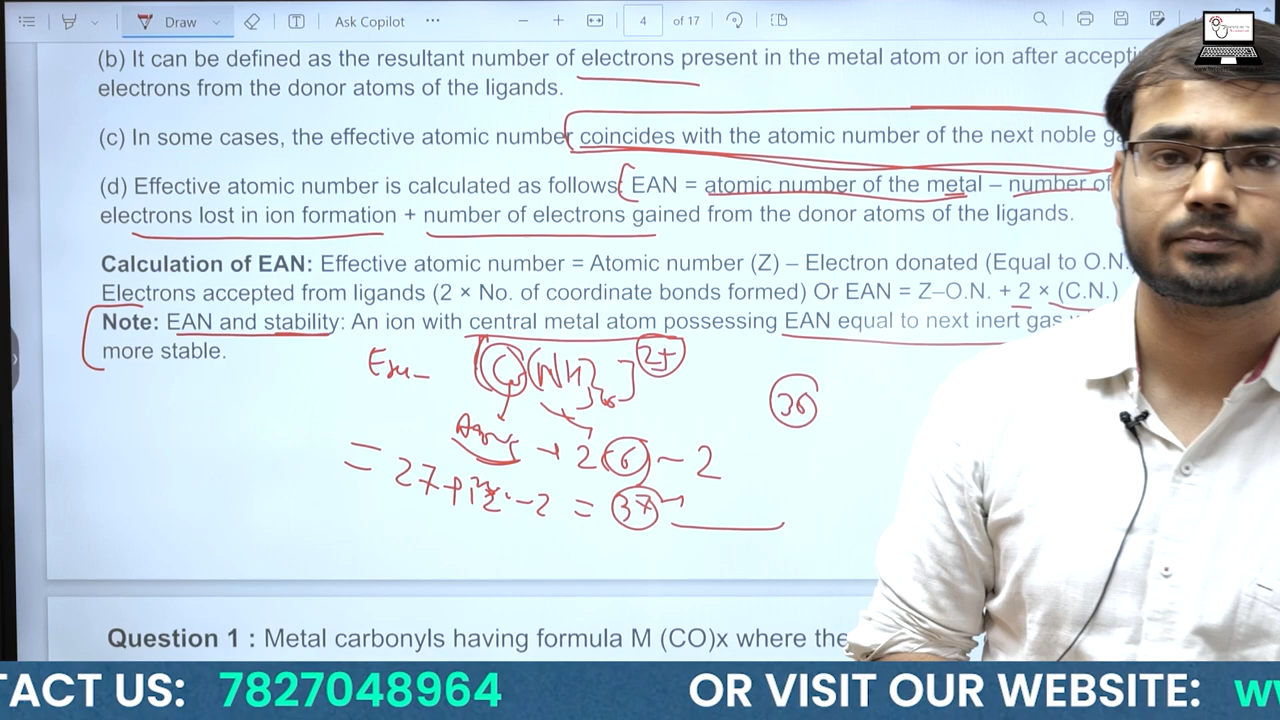 Draw
Ask Copilot
4 of 17
(b) It can be defined as the resultant number of electrons present in the metal atom or ion after accepti
electrons from the donor atoms of the ligands.
(c) In some cases, the effective atomic number coincides with the atomic number of the next noble g
(d) Effective atomic number is calculated as follows: EAN = atomic number of the metal – number of
electrons lost in ion formation + number of electrons gained from the donor atoms of the ligands.
Calculation of EAN: Effective atomic number = Atomic number (Z) – Electron donated (Equal to O.N.
Electrons accepted from ligands (2 × No. of coordinate bonds formed) Or EAN = Z–O.N. + 2 × (C.N.)
Note: EAN and stability: An ion with central metal atom possessing EAN equal to next inert gas
more stable.
[Co(NH3)6]2+
36
+ 2(6) – 2
= 27+12-2 = 37
Question 1 : Metal carbonyls having formula M (CO)x where the
TACT US: 7827048964 OR VISIT OUR WEBSITE: w